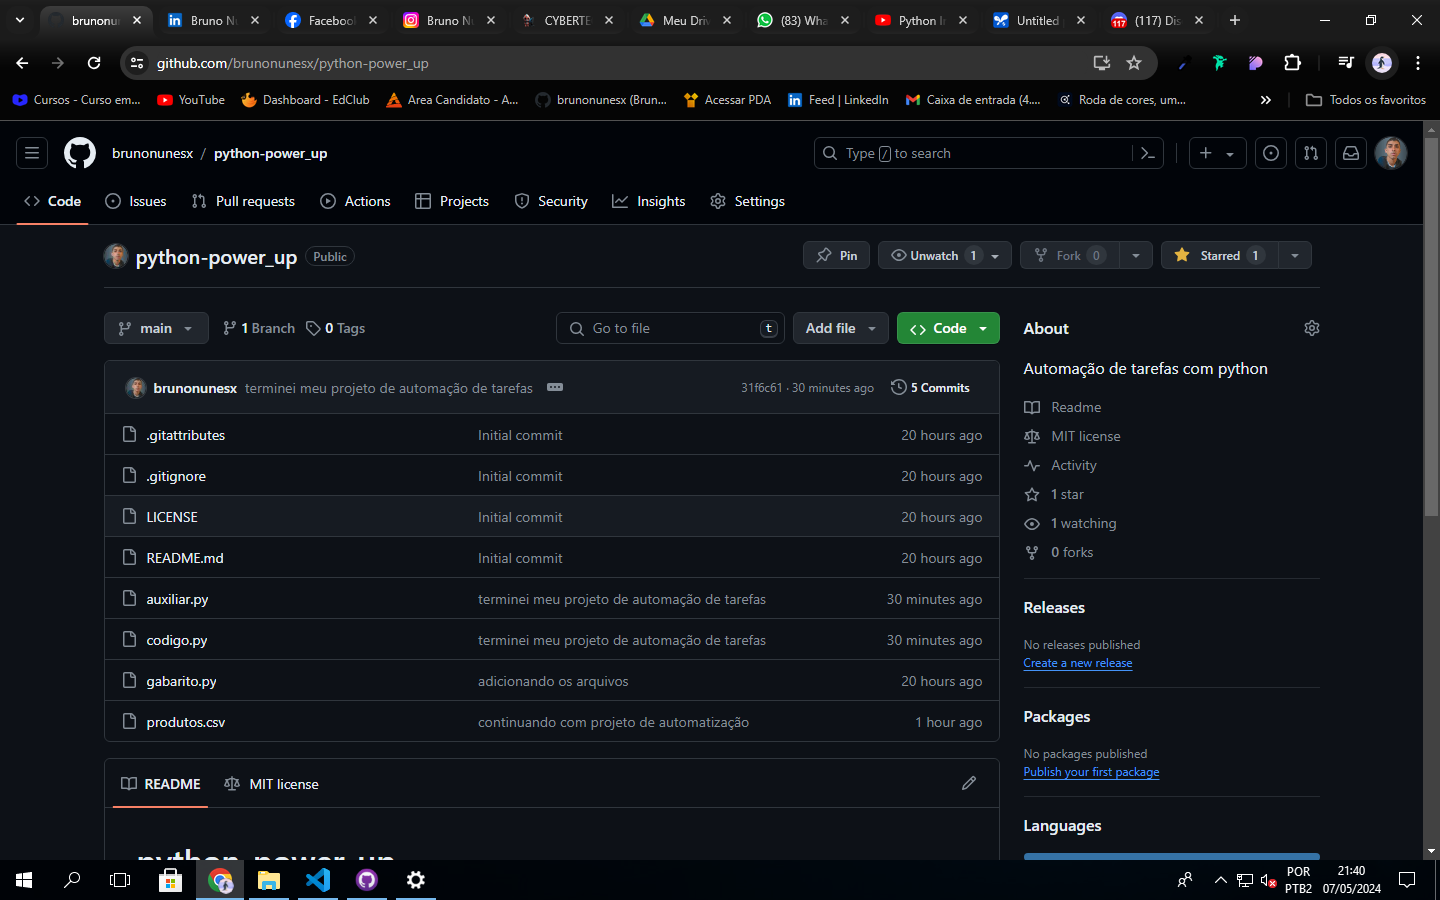 brunonun
Bruno Nu
Facebook
Bruno Nu
CYBERTE
Meu Driv
(83) Wha
Python In
Untitled
(117) Dis
github.com/brunonunesx/python-power_up
Cursos - Curso em...
YouTube
Dashboard - EdClub
Area Candidato - A...
brunonunesx (Brun...
Acessar PDA
Feed | LinkedIn
Caixa de entrada (4....
Roda de cores, um...
Todos os favoritos
brunonunesx / python-power_up
Type / to search
Code
Issues
Pull requests
Actions
Projects
Security
Insights
Settings
python-power_up Public
Pin
Unwatch 1
Fork 0
Starred 1
main
1 Branch
0 Tags
Go to file t
Add file
Code
brunonunesx terminei meu projeto de automação de tarefas 31f6c61 · 30 minutes ago 5 Commits
.gitattributes Initial commit 20 hours ago
.gitignore Initial commit 20 hours ago
LICENSE Initial commit 20 hours ago
README.md Initial commit 20 hours ago
auxiliar.py terminei meu projeto de automação de tarefas 30 minutes ago
codigo.py terminei meu projeto de automação de tarefas 30 minutes ago
gabarito.py adicionando os arquivos 20 hours ago
produtos.csv continuando com projeto de automatização 1 hour ago
README
MIT license
python-power_up
About
Automação de tarefas com python
Readme
MIT license
Activity
1 star
1 watching
0 forks
Releases
No releases published
Create a new release
Packages
No packages published
Publish your first package
Languages
POR
PTB2
21:40
07/05/2024